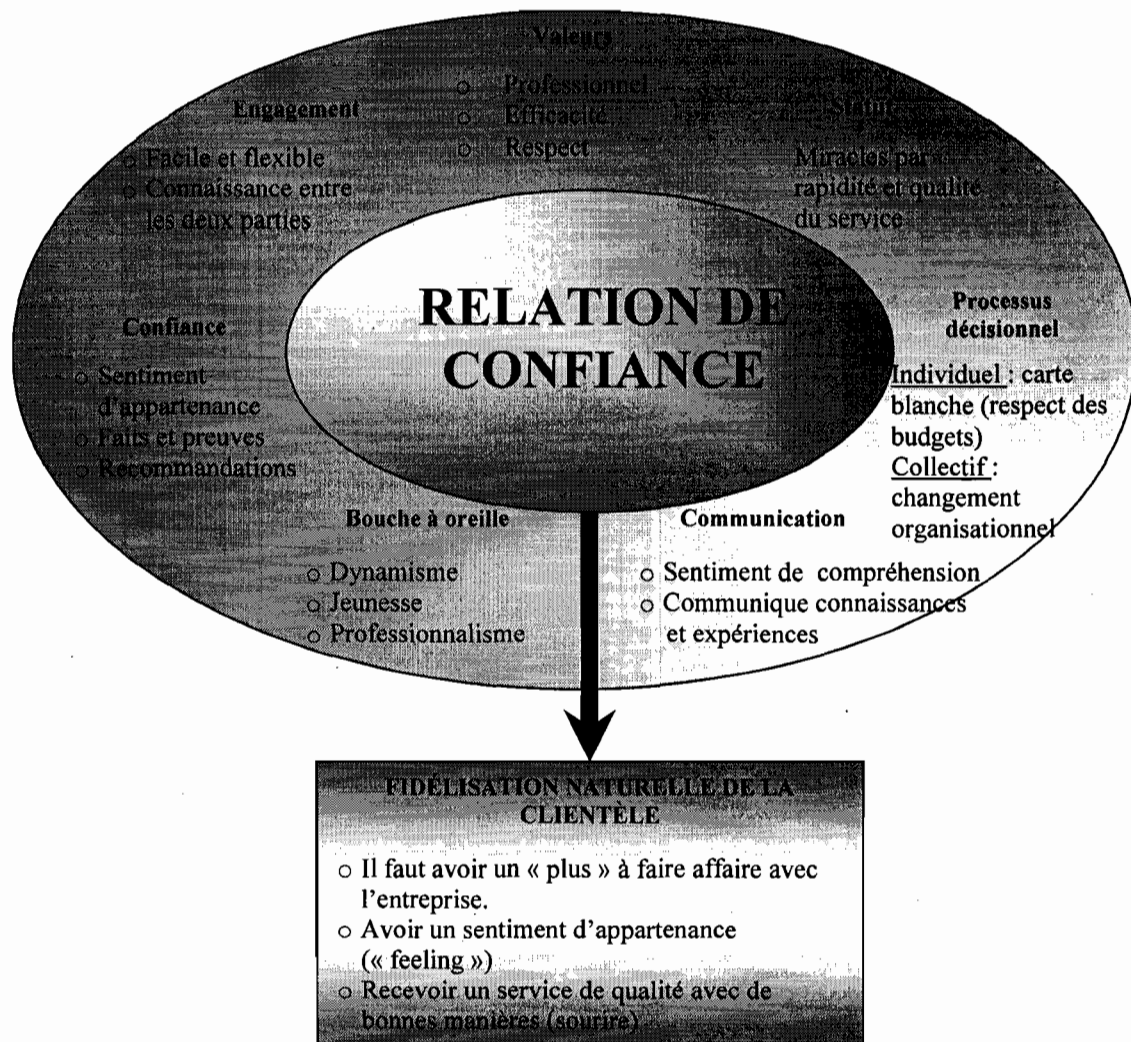 Valeurs
o Professionnel
o Efficacité
o Respect
Engagement
o Facile et flexible
o Connaissance entre
les deux parties
Statut
Miracles par
rapidité et qualité
du service
RELATION DE
CONFIANCE
Confiance
o Sentiment
d'appartenance
o Faits et preuves
o Recommandations
Processus
décisionnel
Individuel : carte
blanche (respect des
budgets)
Collectif :
changement
organisationnel
Bouche à oreille
o Dynamisme
o Jeunesse
o Professionnalisme
Communication
o Sentiment de compréhension
o Communique connaissances
et expériences
FIDÉLISATION NATURELLE DE LA
CLIENTÈLE
o Il faut avoir un « plus » à faire affaire avec
l'entreprise.
o Avoir un sentiment d'appartenance
(« feeling »)
o Recevoir un service de qualité avec de
bonnes manières (sourire)